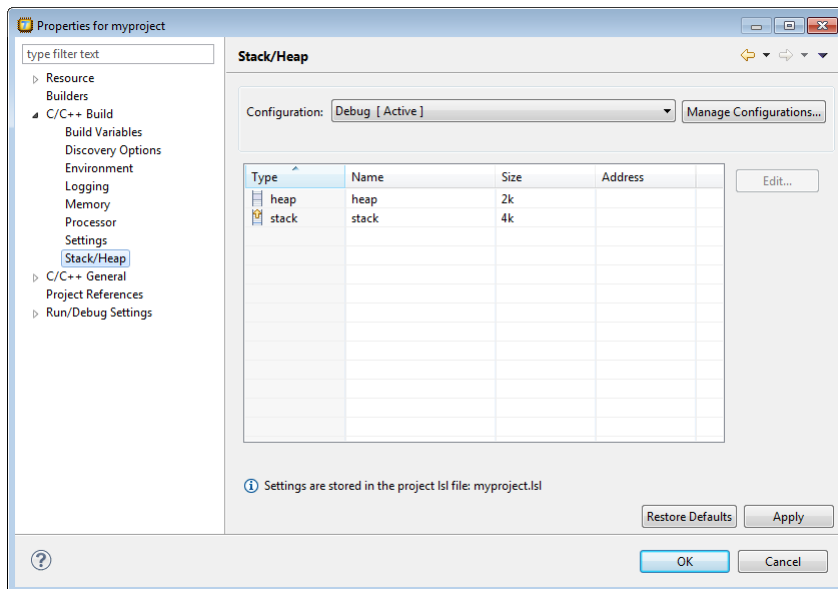 Properties for myproject
type filter text
Stack/Heap
Resource
Builders
C/C++ Build
Build Variables
Discovery Options
Environment
Logging
Memory
Processor
Settings
Stack/Heap
C/C++ General
Project References
Run/Debug Settings
Configuration: Debug [ Active ] Manage Configurations...
Type Name Size Address Edit...
heap heap 2k
stack stack 4k
Settings are stored in the project lsl file: myproject.lsl
Restore Defaults Apply
OK Cancel